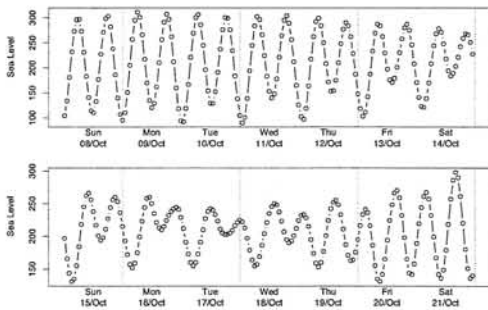 Sea Level
300
250
200
150
100
Sun Mon Tue Wed Thu Fri Sat
08/Oct 09/Oct 10/Oct 11/Oct 12/Oct 13/Oct 14/Oct
Sea Level
300
250
200
150
Sun Mon Tue Wed Thu Fri Sat
15/Oct 16/Oct 17/Oct 18/Oct 19/Oct 20/Oct 21/Oct